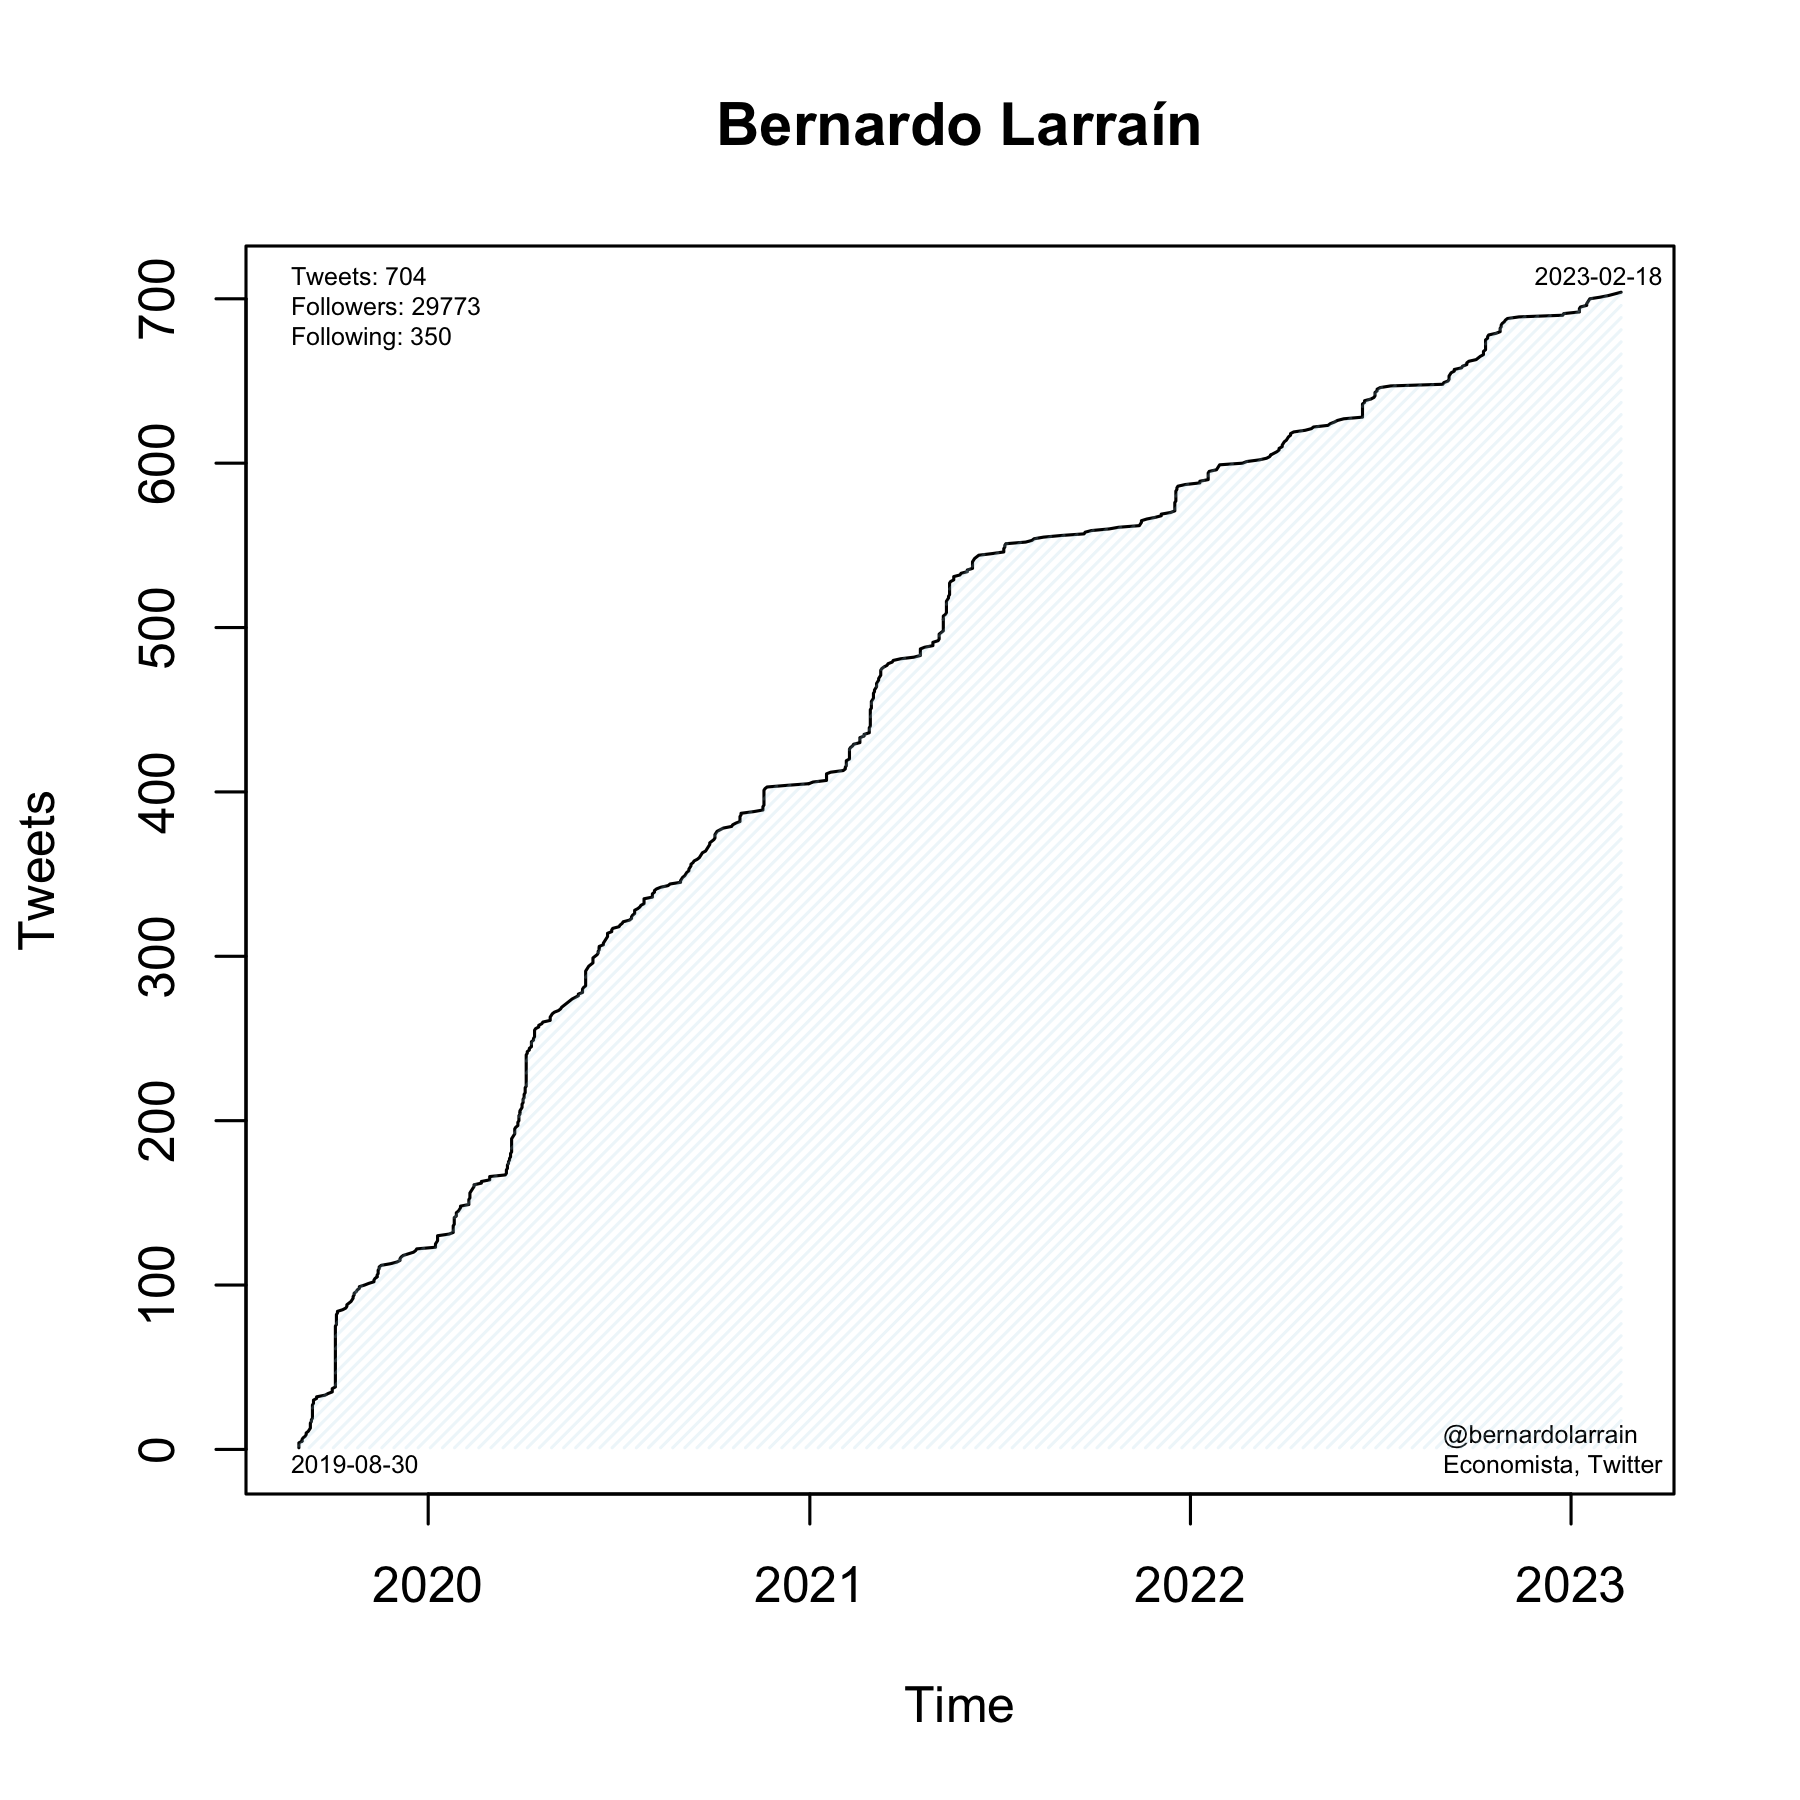 Bernardo Larraín
Tweets: 704
Followers: 29773
Following: 350
2023-02-18
700
600
500
400
300
200
100
0
Tweets
2019-08-30
@bernardolarrain
Economista, Twitter
2020 2021 2022 2023
Time